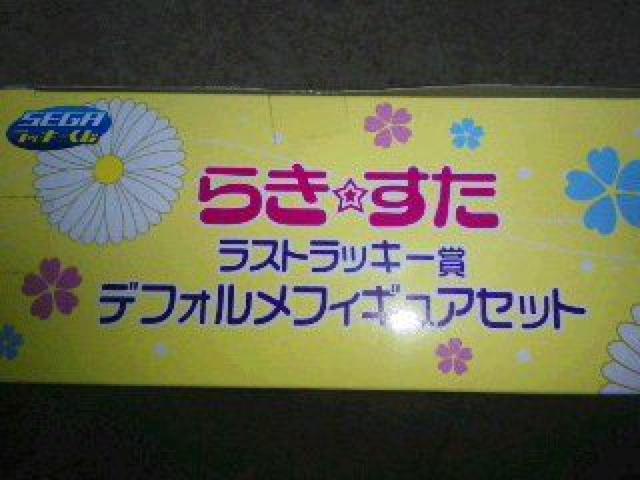 SEGA
ラッキーくじ
らき☆すた
ラストラッキー賞
デフォルメフィギュアセット